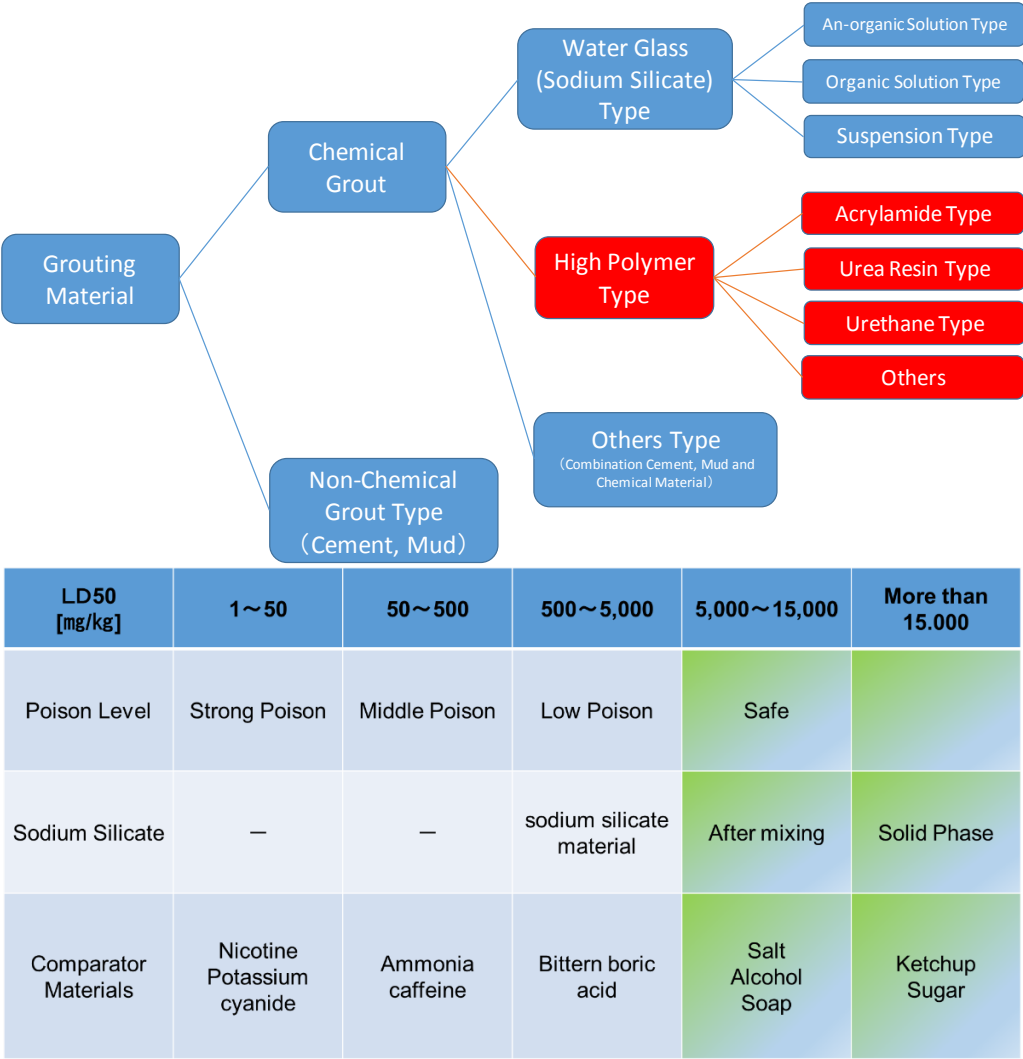 Grouting
Material
Chemical
Grout
Non-Chemical
Grout Type
（Cement, Mud）
Water Glass
(Sodium Silicate)
Type
High Polymer
Type
Others Type
（Combination Cement, Mud and
Chemical Material）
An-organic Solution Type
Organic Solution Type
Suspension Type
Acrylamide Type
Urea Resin Type
Urethane Type
Others
LD50
[㎎/kg]
1～50
50～500
500～5,000
5,000～15,000
More than
15.000
Poison Level
Strong Poison
Middle Poison
Low Poison
Safe
Sodium Silicate
－
－
sodium silicate
material
After mixing
Solid Phase
Comparator
Materials
Nicotine
Potassium
cyanide
Ammonia
caffeine
Bittern boric
acid
Salt
Alcohol
Soap
Ketchup
Sugar